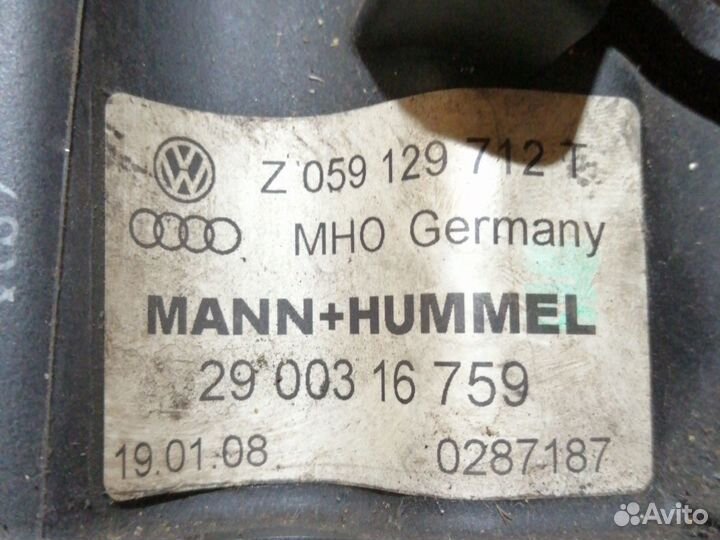 Z 059 129 712 T
MHO Germany
MANN+HUMMEL
29 003 16 759
19.01.08 0287187
Avito